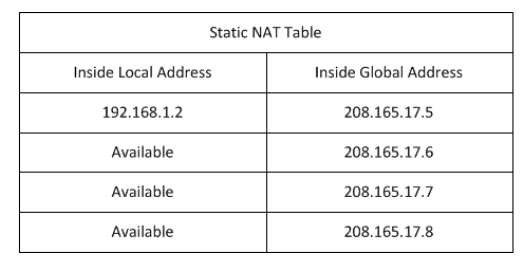 Static NAT Table
Inside Local Address Inside Global Address
192.168.1.2 208.165.17.5
Available 208.165.17.6
Available 208.165.17.7
Available 208.165.17.8